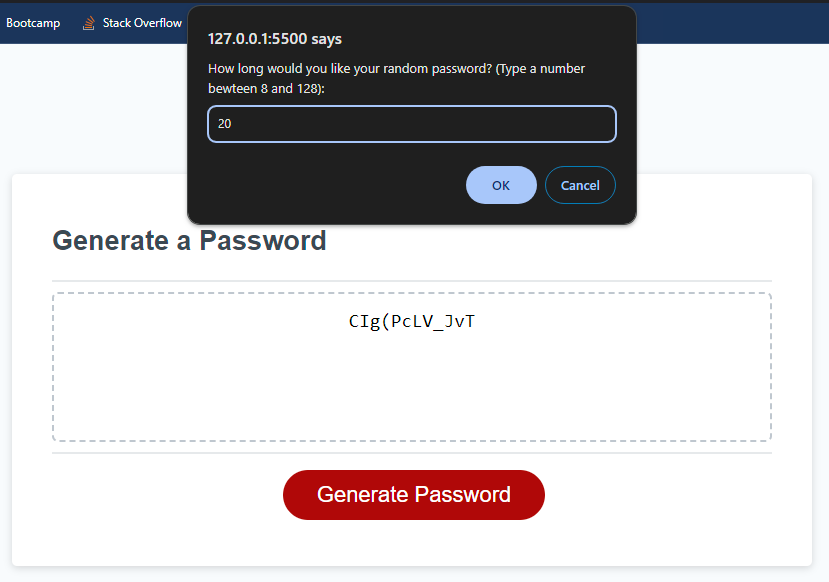 Bootcamp
Stack Overflow
127.0.0.1:5500 says
How long would you like your random password? (Type a number
bewteen 8 and 128):
20
OK
Cancel
Generate a Password
CIg(PcLV_JvT
Generate Password